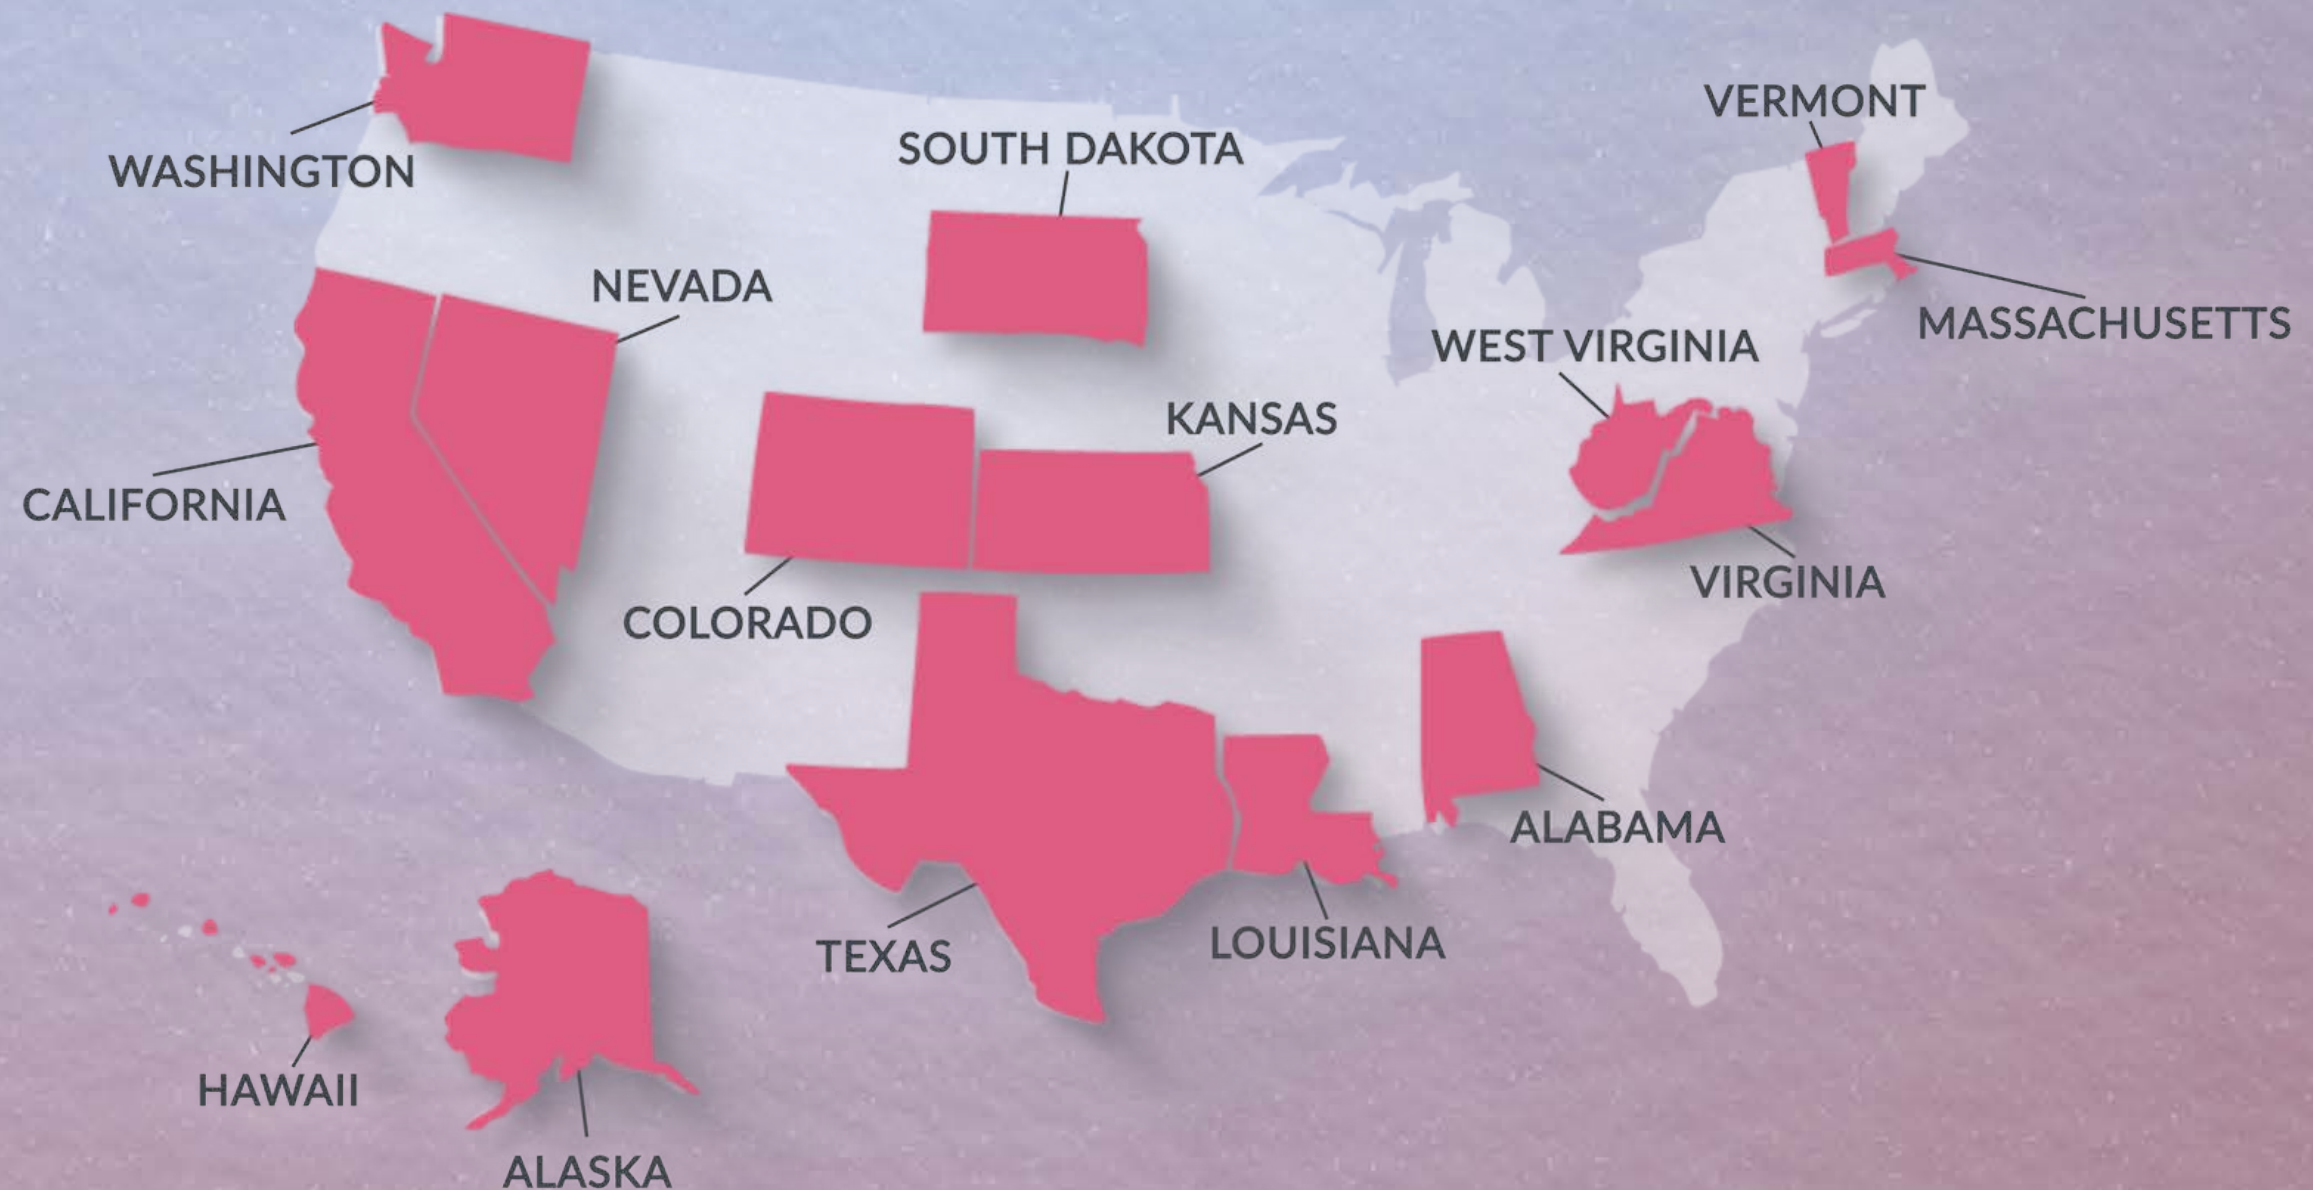 VERMONT
SOUTH DAKOTA
WASHINGTON
NEVADA
MASSACHUSETTS
WEST VIRGINIA
KANSAS
CALIFORNIA
VIRGINIA
COLORADO
ALABAMA
LOUISIANA
TEXAS
HAWAII
ALASKA